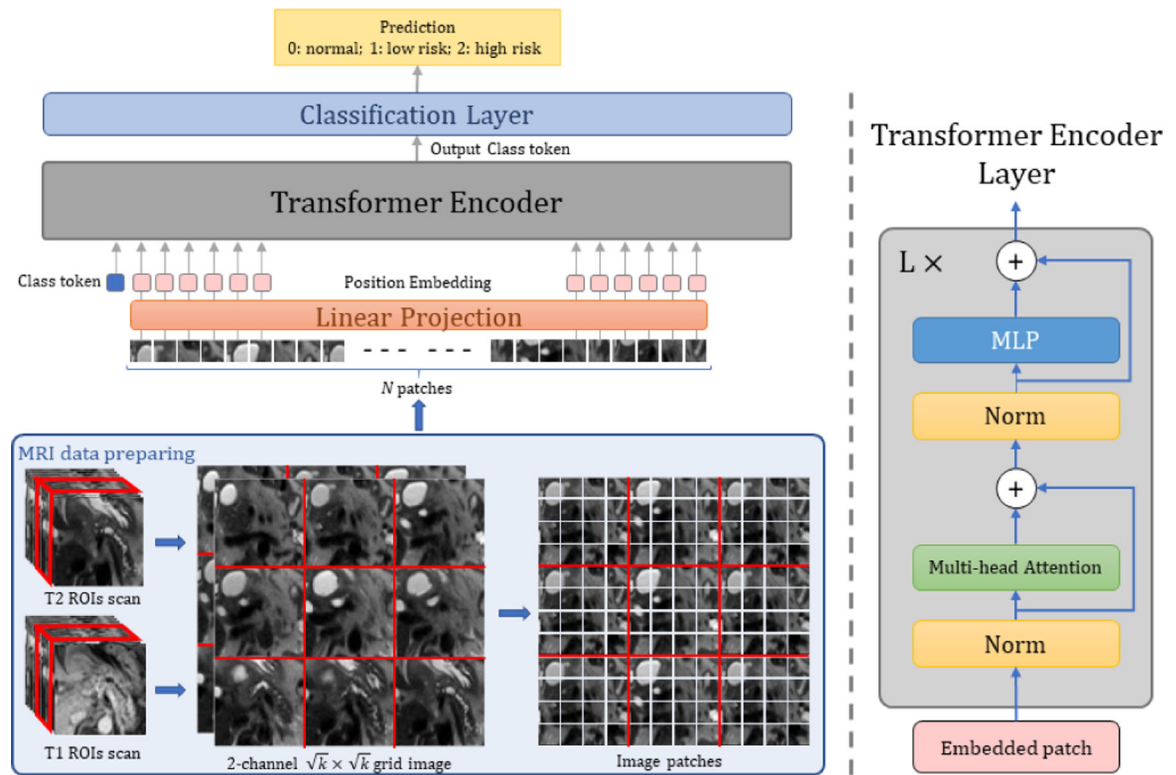 Prediction
0: normal; 1: low risk; 2: high risk
Classification Layer
Output Class token
Transformer Encoder
Class token
Position Embedding
Linear Projection
N patches
MRI data preparing
T2 ROIs scan
T1 ROIs scan
2-channel √k × √k grid image
Image patches
Transformer Encoder
Layer
L ×
+
MLP
Norm
+
Multi-head Attention
Norm
Embedded patch